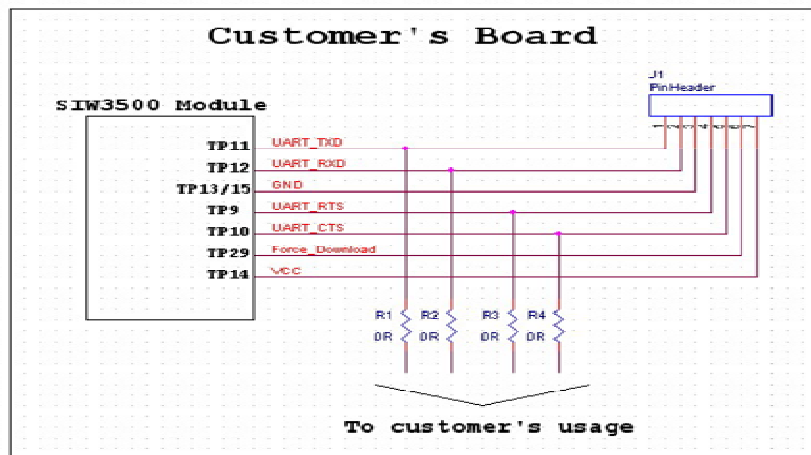 Customer's Board
J1
PinHeader
SIW3500 Module
TP11 UART_TXD
TP12 UART_RXD
TP13/15 GND
TP9 UART_RTS
TP10 UART_CTS
TP29 Force_Download
TP14 VCC
R1 R2 R3 R4
0R 0R 0R 0R
To customer's usage